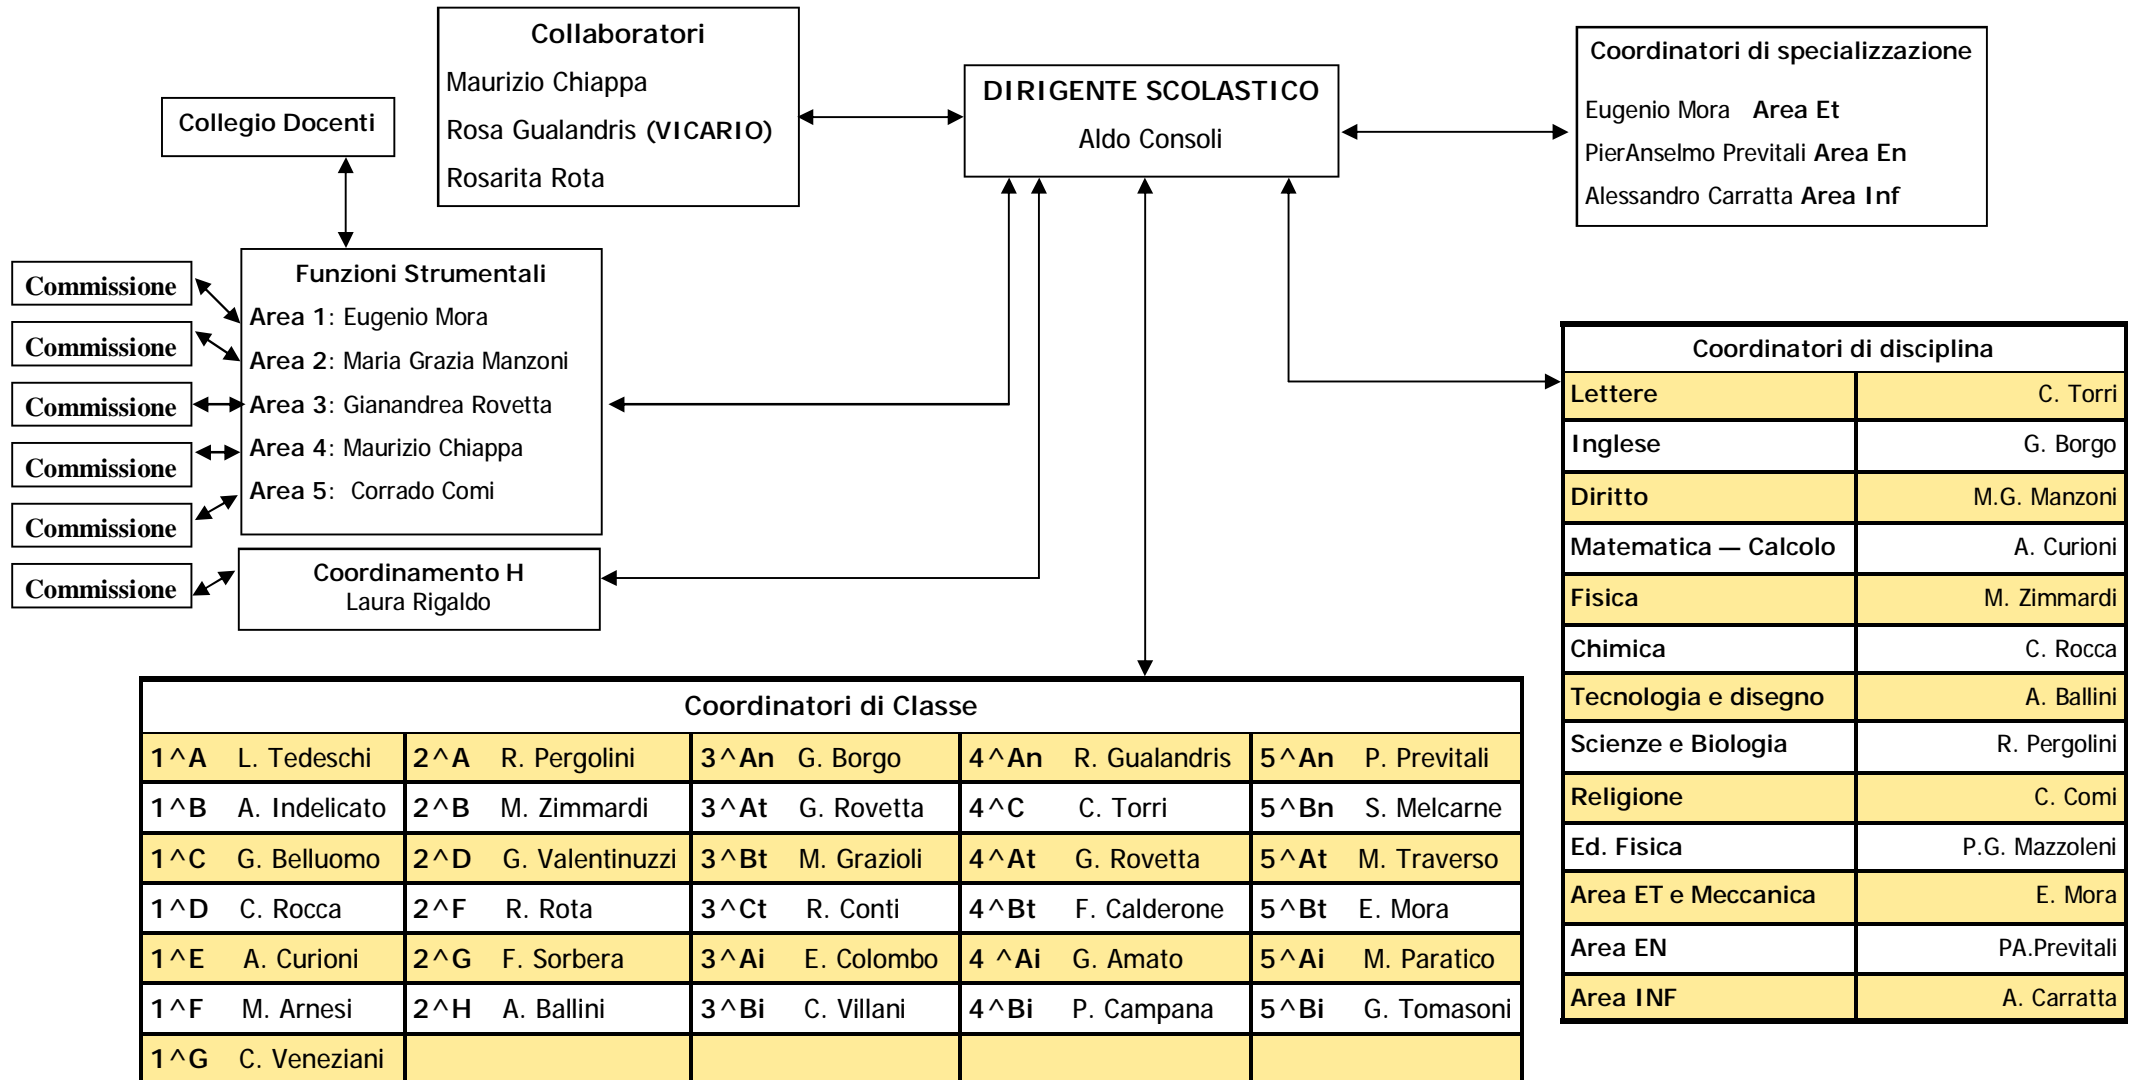 Collaboratori
Maurizio Chiappa
Rosa Gualandris (VICARIO)
Rosarita Rota
DIRIGENTE SCOLASTICO
Aldo Consoli
Coordinatori di specializzazione
Eugenio Mora Area Et
PierAnselmo Previtali Area En
Alessandro Carratta Area Inf
Collegio Docenti
Funzioni Strumentali
Area 1: Eugenio Mora
Area 2: Maria Grazia Manzoni
Area 3: Gianandrea Rovetta
Area 4: Maurizio Chiappa
Area 5: Corrado Comi
Commissione
Commissione
Commissione
Commissione
Commissione
Commissione
Coordinamento H
Laura Rigaldo
Coordinatori di disciplina
Lettere C. Torri
Inglese G. Borgo
Diritto M.G. Manzoni
Matematica — Calcolo A. Curioni
Fisica M. Zimmardi
Chimica C. Rocca
Tecnologia e disegno A. Ballini
Scienze e Biologia R. Pergolini
Religione C. Comi
Ed. Fisica P.G. Mazzoleni
Area ET e Meccanica E. Mora
Area EN PA.Previtali
Area INF A. Carratta
Coordinatori di Classe
1^A L. Tedeschi 2^A R. Pergolini 3^An G. Borgo 4^An R. Gualandris 5^An P. Previtali
1^B A. Indelicato 2^B M. Zimmardi 3^At G. Rovetta 4^C C. Torri 5^Bn S. Melcarne
1^C G. Belluomo 2^D G. Valentinuzzi 3^Bt M. Grazioli 4^At G. Rovetta 5^At M. Traverso
1^D C. Rocca 2^F R. Rota 3^Ct R. Conti 4^Bt F. Calderone 5^Bt E. Mora
1^E A. Curioni 2^G F. Sorbera 3^Ai E. Colombo 4 ^Ai G. Amato 5^Ai M. Paratico
1^F M. Arnesi 2^H A. Ballini 3^Bi C. Villani 4^Bi P. Campana 5^Bi G. Tomasoni
1^G C. Veneziani